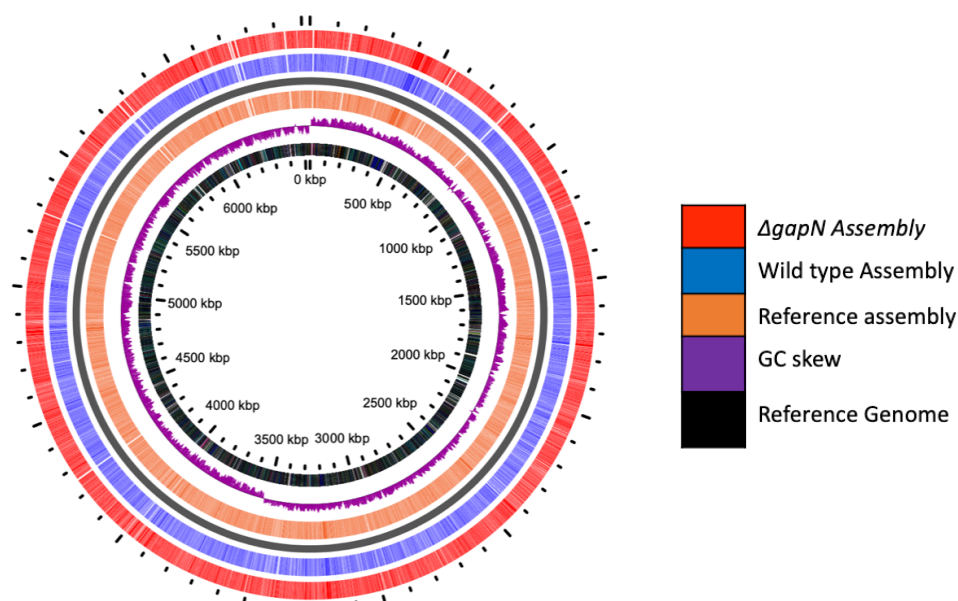 0 kbp
500 kbp
1000 kbp
1500 kbp
2000 kbp
2500 kbp
3000 kbp
3500 kbp
4000 kbp
4500 kbp
5000 kbp
5500 kbp
6000 kbp
ΔgapN Assembly
Wild type Assembly
Reference assembly
GC skew
Reference Genome